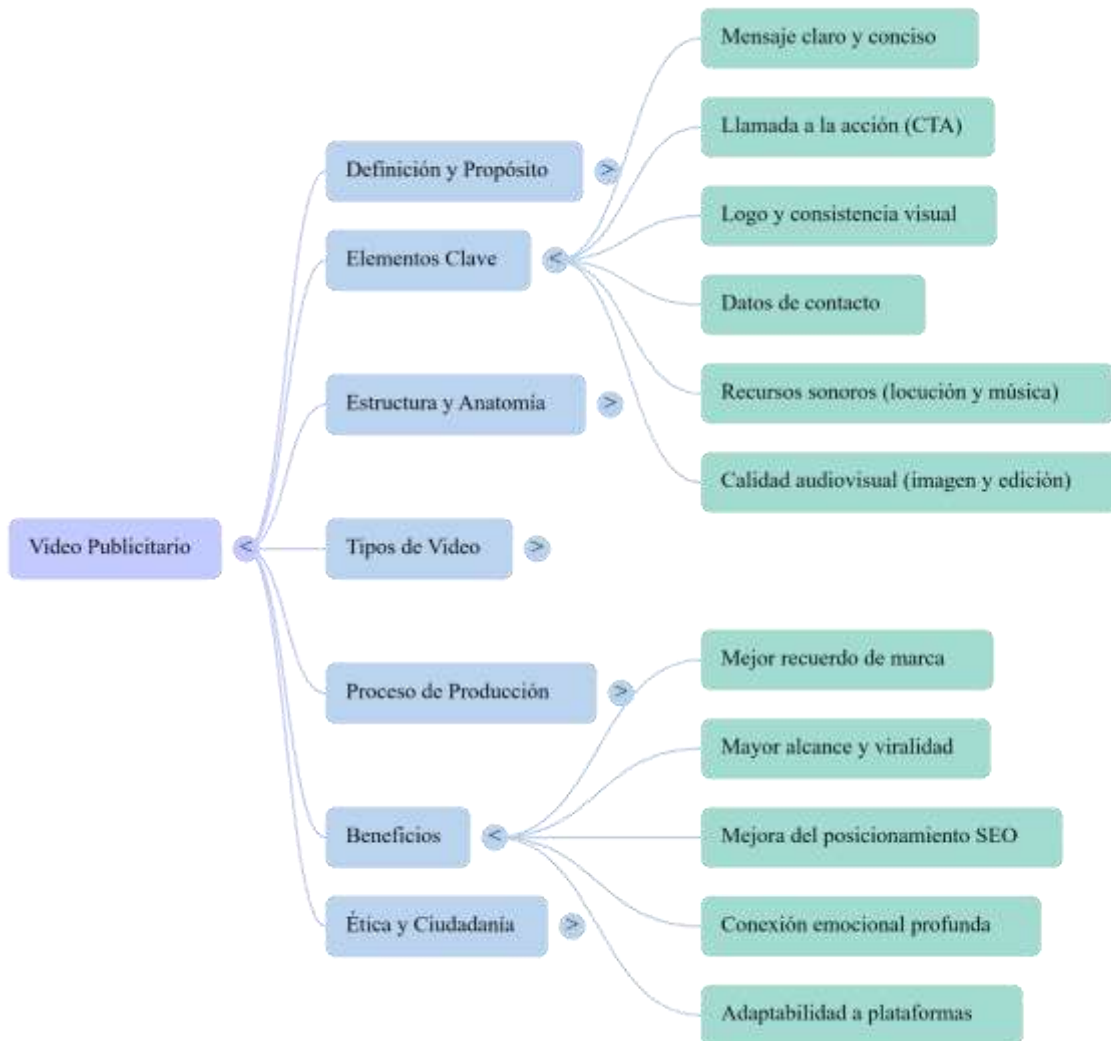 Video Publicitario
<
Definición y Propósito
>
Elementos Clave
<
Mensaje claro y conciso
Llamada a la acción (CTA)
Logo y consistencia visual
Datos de contacto
Recursos sonoros (locución y música)
Calidad audiovisual (imagen y edición)
Estructura y Anatomía
>
Tipos de Video
>
Proceso de Producción
>
Beneficios
<
Mejor recuerdo de marca
Mayor alcance y viralidad
Mejora del posicionamiento SEO
Conexión emocional profunda
Adaptabilidad a plataformas
Ética y Ciudadanía
>